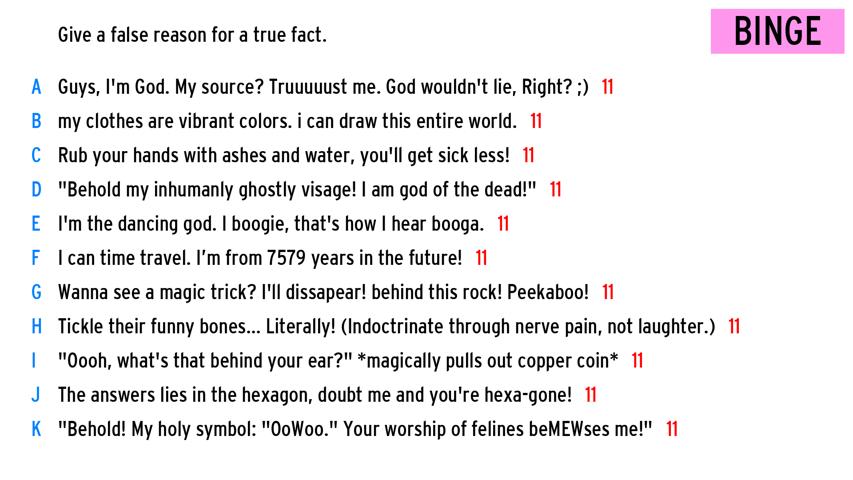 Give a false reason for a true fact.
BINGE
A Guys, I'm God. My source? Truuuuust me. God wouldn't lie, Right? ;) 11
B my clothes are vibrant colors. i can draw this entire world. 11
C Rub your hands with ashes and water, you'll get sick less! 11
D "Behold my inhumanly ghostly visage! I am god of the dead!" 11
E I'm the dancing god. I boogie, that's how I hear booga. 11
F I can time travel. I’m from 7579 years in the future! 11
G Wanna see a magic trick? I'll dissapear! behind this rock! Peekaboo! 11
H Tickle their funny bones... Literally! (Indoctrinate through nerve pain, not laughter.) 11
I "Oooh, what's that behind your ear?" *magically pulls out copper coin* 11
J The answers lies in the hexagon, doubt me and you're hexa-gone! 11
K "Behold! My holy symbol: "OoWoo." Your worship of felines beMEWses me!" 11